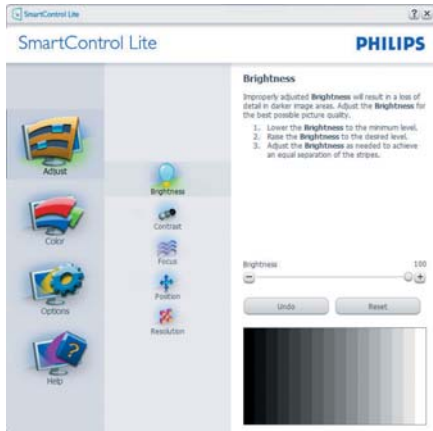 SmartControl Lite
SmartControl Lite
PHILIPS
Adjust
Color
Options
Help
Brightness
Contrast
Focus
Position
Resolution
Brightness
Improperly adjusted Brightness will result in a loss of
detail in darker image areas. Adjust the Brightness for
the best possible picture quality.
1. Lower the Brightness to the minimum level.
2. Raise the Brightness to the desired level.
3. Adjust the Brightness as needed to achieve
an equal separation of the stripes.
Brightness 100
Undo Reset